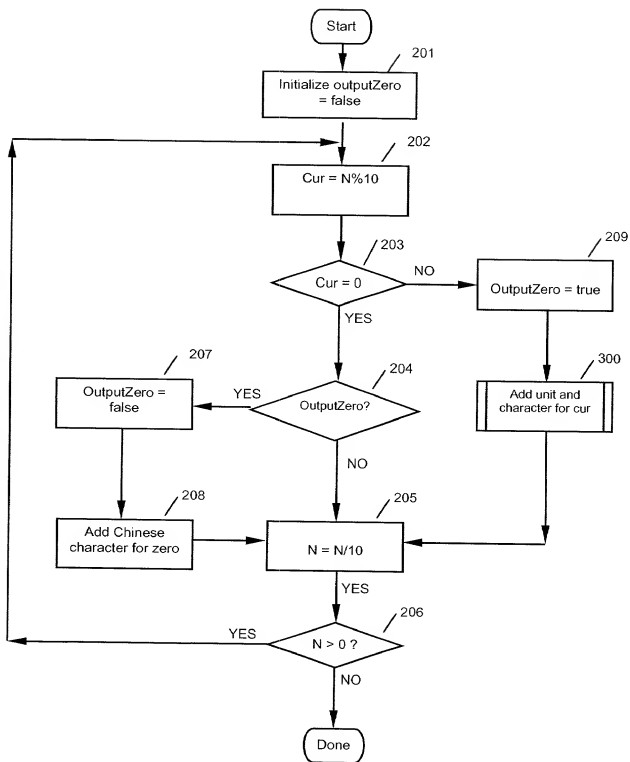 Start
201
Initialize outputZero
= false
202
Cur = N%10
203
Cur = 0
NO
209
OutputZero = true
YES
204
OutputZero?
YES
207
OutputZero =
false
300
Add unit and
character for cur
NO
208
Add Chinese
character for zero
205
N = N/10
YES
206
N > 0 ?
YES
NO
Done